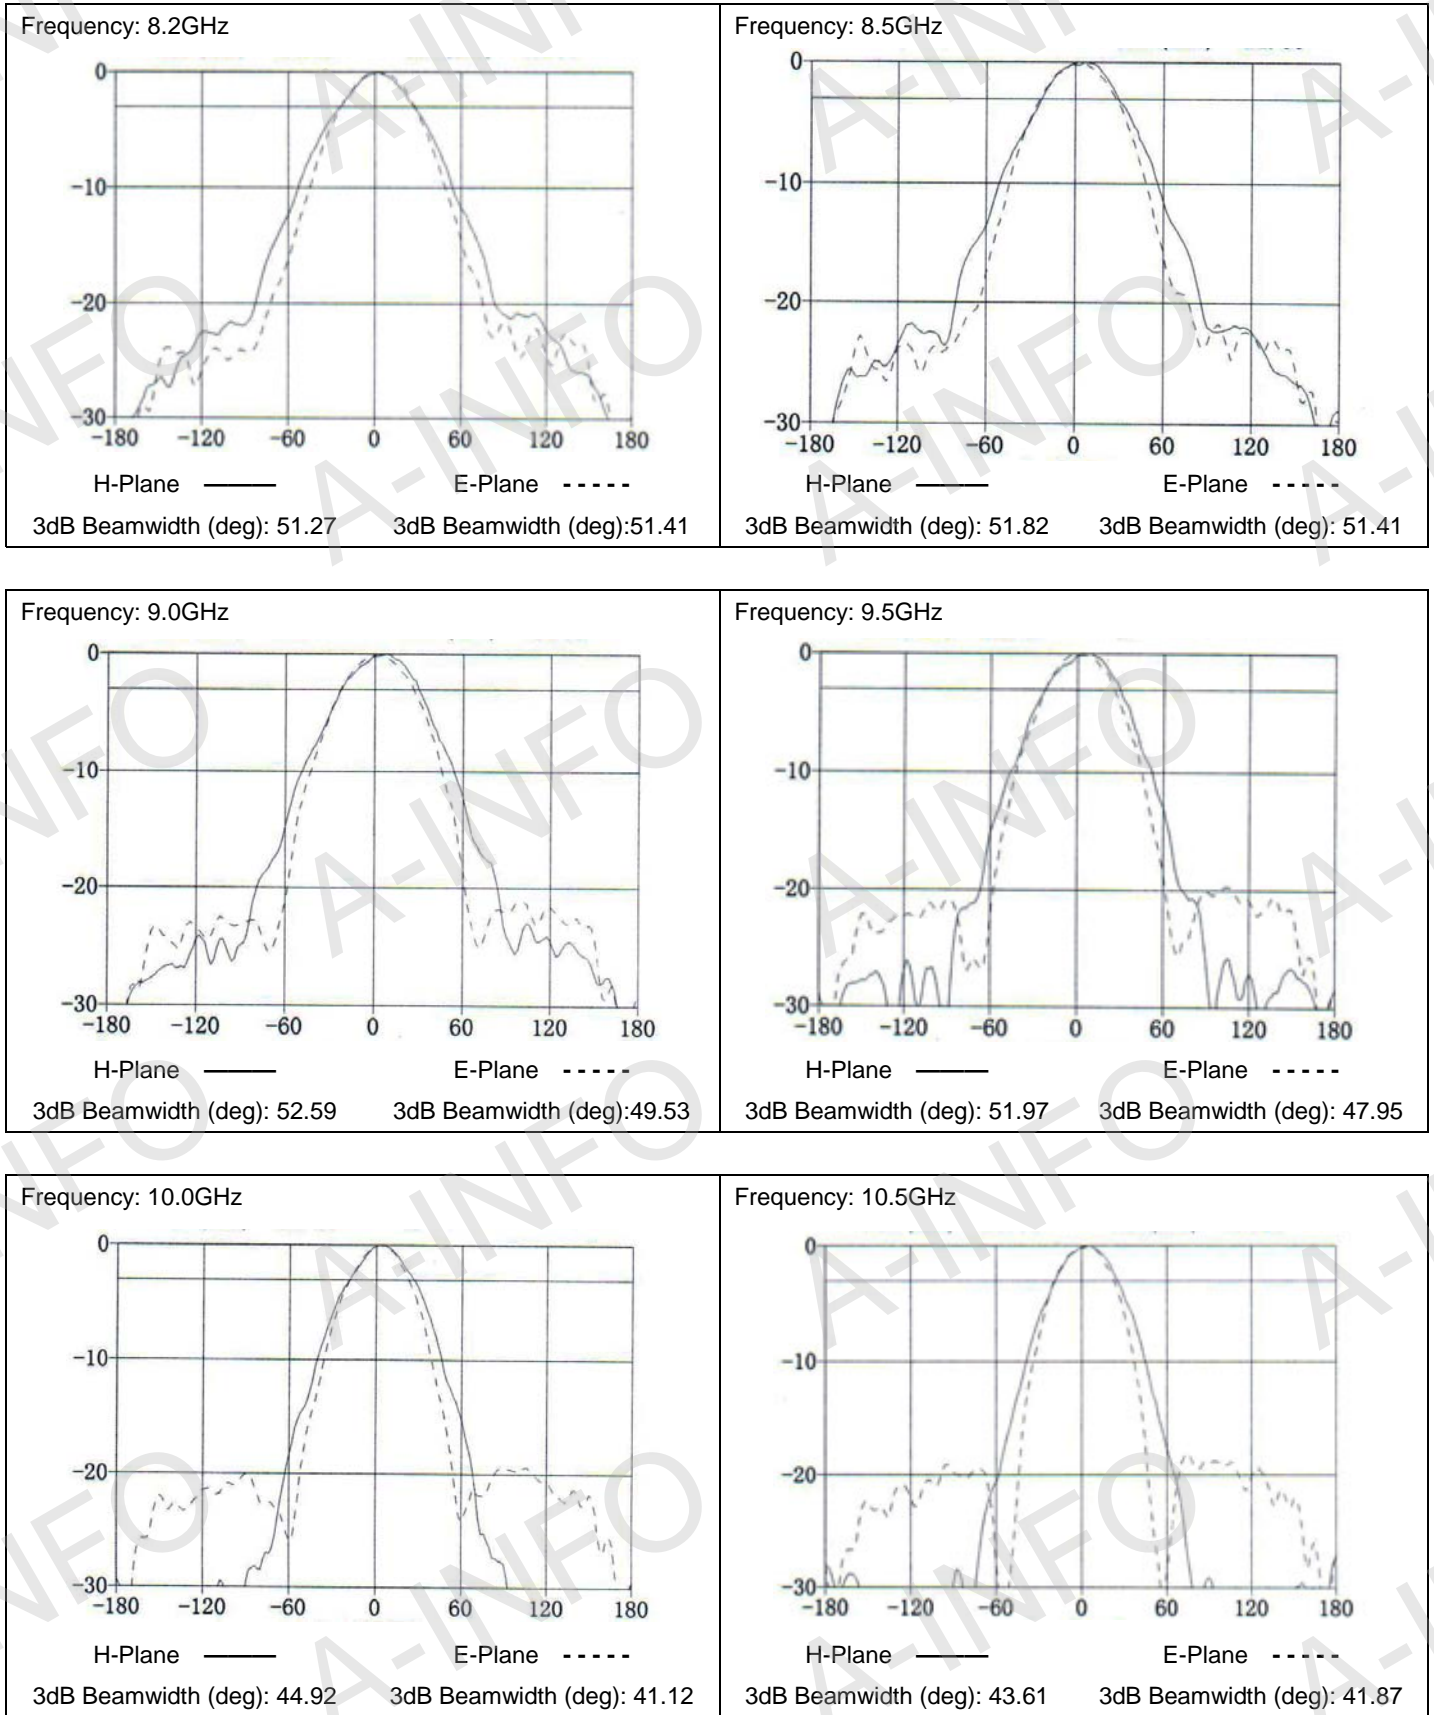 Frequency: 8.2GHz
0
-10
-20
-30
-180 -120 -60 0 60 120 180
H-Plane E-Plane
3dB Beamwidth (deg): 51.27 3dB Beamwidth (deg):51.41
Frequency: 8.5GHz
0
-10
-20
-30
-180 -120 -60 0 60 120 180
H-Plane E-Plane
3dB Beamwidth (deg): 51.82 3dB Beamwidth (deg): 51.41
Frequency: 9.0GHz
0
-10
-20
-30
-180 -120 -60 0 60 120 180
H-Plane E-Plane
3dB Beamwidth (deg): 52.59 3dB Beamwidth (deg):49.53
Frequency: 9.5GHz
0
-10
-20
-30
-180 -120 -60 0 60 120 180
H-Plane E-Plane
3dB Beamwidth (deg): 51.97 3dB Beamwidth (deg): 47.95
Frequency: 10.0GHz
0
-10
-20
-30
-180 -120 -60 0 60 120 180
H-Plane E-Plane
3dB Beamwidth (deg): 44.92 3dB Beamwidth (deg): 41.12
Frequency: 10.5GHz
0
-10
-20
-30
-180 -120 -60 0 60 120 180
H-Plane E-Plane
3dB Beamwidth (deg): 43.61 3dB Beamwidth (deg): 41.87
A-INFO